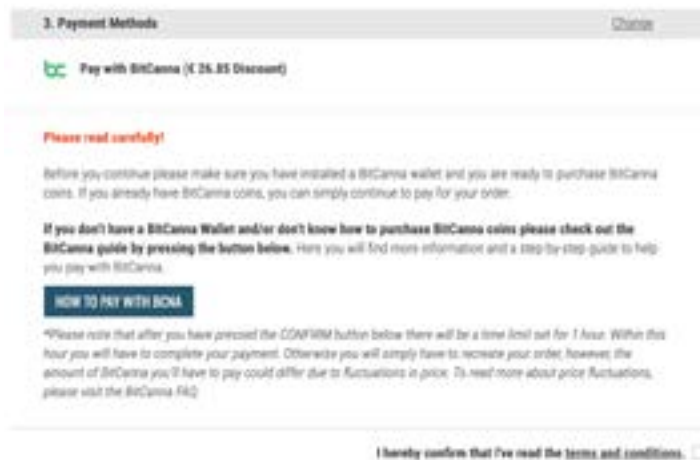 3. Payment Methods Change
bc Pay with BitCanna (€ 26.85 Discount)
Please read carefully!
Before you continue please make sure you have installed a BitCanna wallet and you are ready to purchase BitCanna
coins. If you already have BitCanna coins, you can simply continue to pay for your order.
If you don't have a BitCanna Wallet and/or don't know how to purchase BitCanna coins please check out the
BitCanna guide by pressing the button below. Here you will find more information and a step-by-step guide to help
you pay with BitCanna.
HOW TO PAY WITH BCNA
*Please note that after you have pressed the CONFIRM button below there will be a time limit set for 1 hour. Within this
hour you will have to complete your payment. Otherwise you will simply have to recreate your order, however, the
amount of BitCanna you'll have to pay could differ due to fluctuations in price. To read more about price fluctuations,
please visit the BitCanna FAQ
I hereby confirm that I've read the terms and conditions.